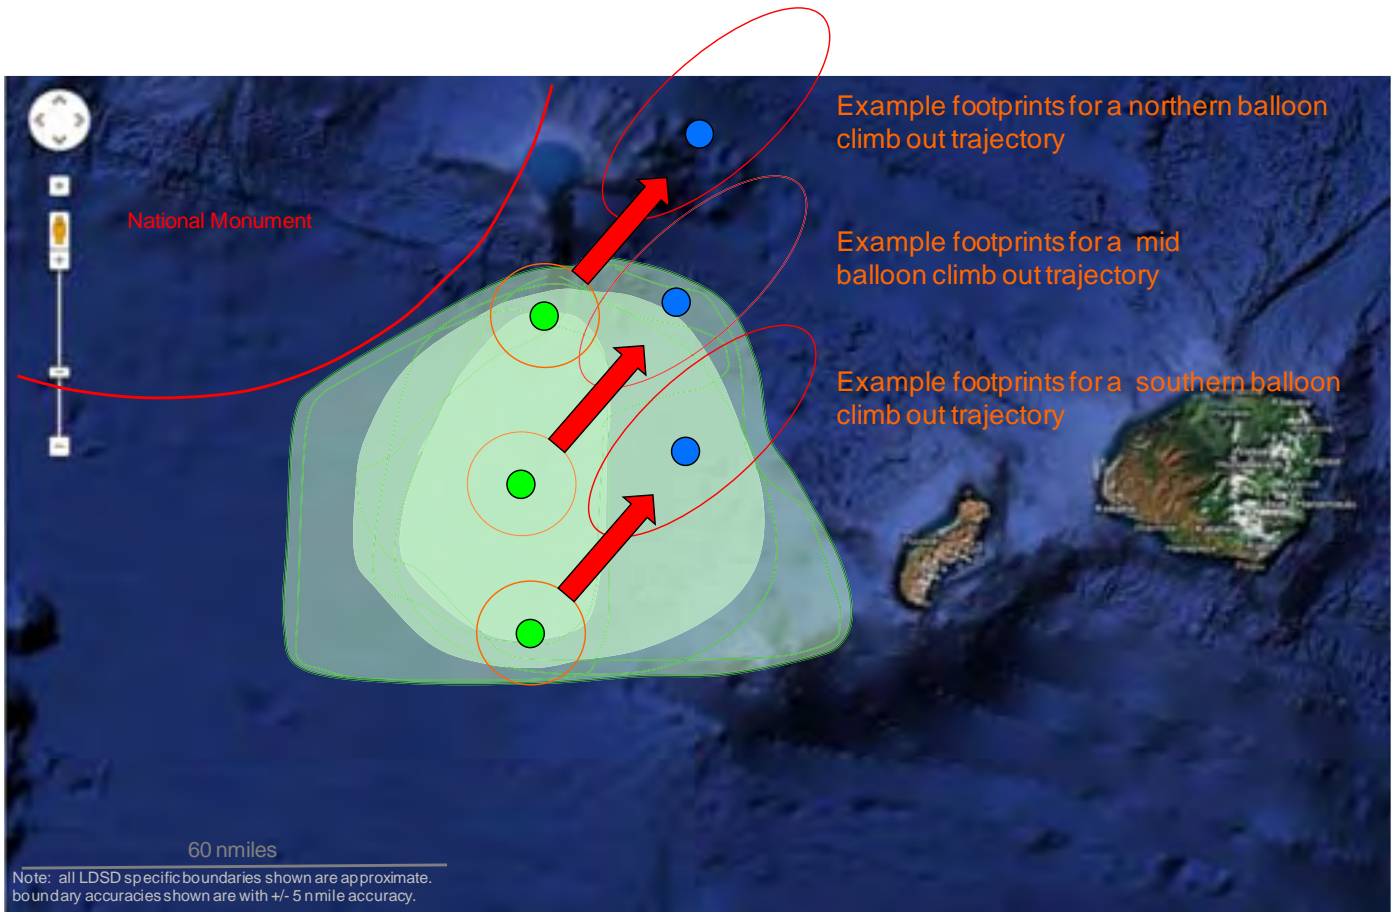 Example footprints for a northern balloon
climb out trajectory
National Monument
Example footprints for a mid
balloon climb out trajectory
Example footprints for a southern balloon
climb out trajectory
60 nmiles
Note: all LDSD specific boundaries shown are approximate.
boundary accuracies shown are with +/- 5 nmile accuracy.